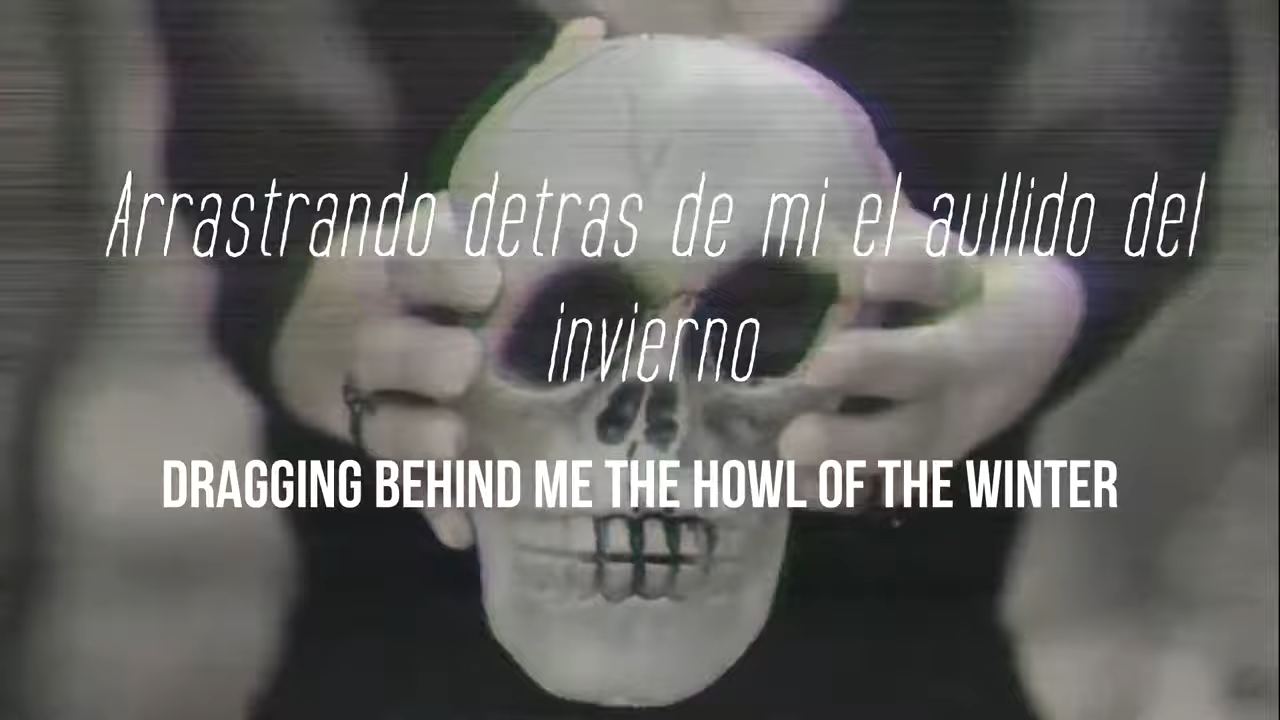 Arrastrando detras de mi el aullido del
invierno
DRAGGING BEHIND ME THE HOWL OF THE WINTER